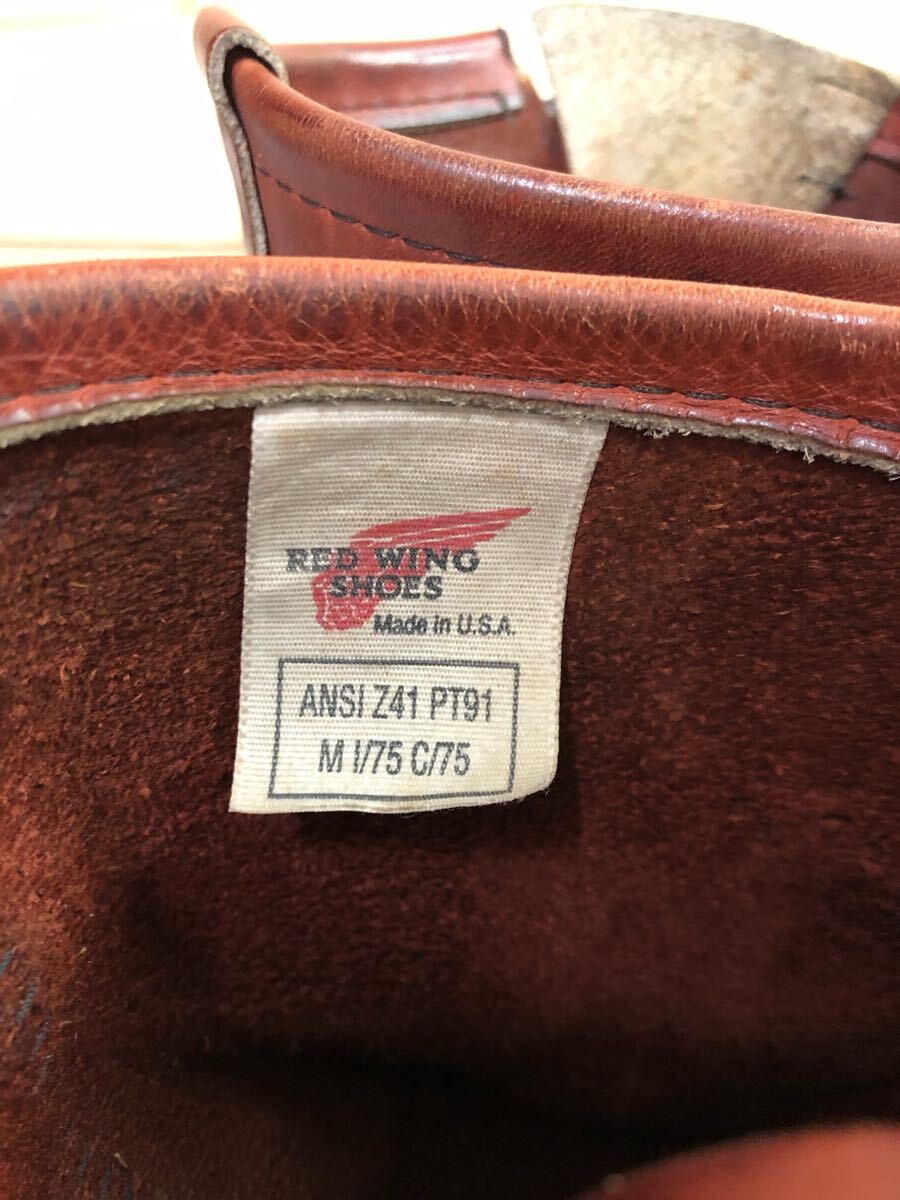 RED WING
SHOES
Made in U.S.A.
ANSI Z41 PT91
M I/75 C/75